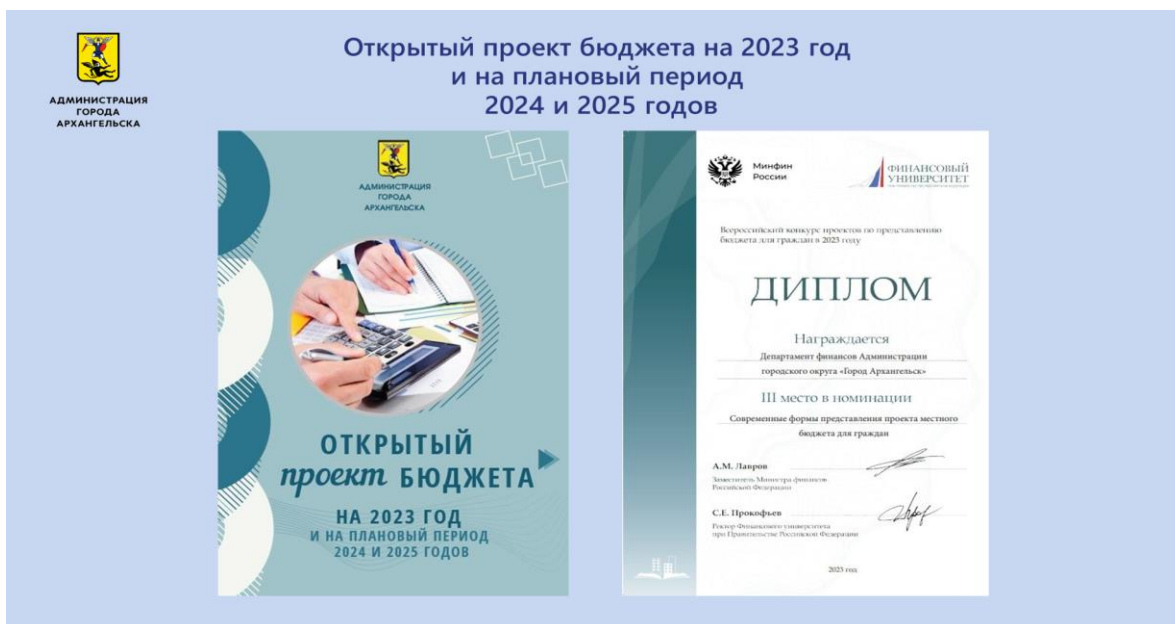 Открытый проект бюджета на 2023 год
и на плановый период
2024 и 2025 годов
АДМИНИСТРАЦИЯ
ГОРОДА
АРХАНГЕЛЬСКА
АДМИНИСТРАЦИЯ
ГОРОДА
АРХАНГЕЛЬСКА
ОТКРЫТЫЙ
проект БЮДЖЕТА
НА 2023 ГОД
И НА ПЛАНОВЫЙ ПЕРИОД
2024 И 2025 ГОДОВ
Минфин
России
ФИНАНСОВЫЙ
УНИВЕРСИТЕТ
Всероссийский конкурс проектов по представлению
бюджета для граждан в 2023 году
ДИПЛОМ
Награждается
Департамент финансов Администрации
городского округа «Город Архангельск»
III место в номинации
Современные формы представления проекта местного
бюджета для граждан
А.М. Лавров
Заместитель Министра финансов
Российской Федерации
С.Е. Прокофьев
Ректор Финансового университета
при Правительстве Российской Федерации
2023 год